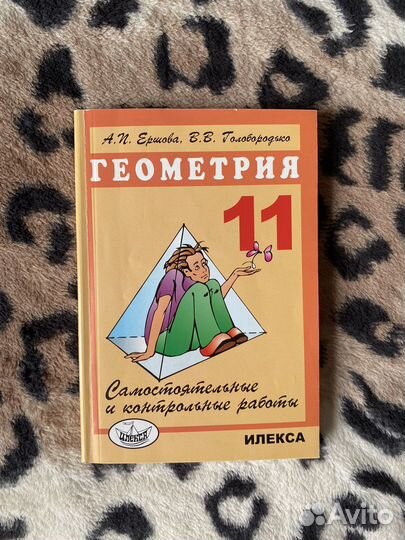 А.П. Ершова, В.В. Голобородько
ГЕОМЕТРИЯ
11
Самостоятельные
и контрольные работы
ИЛЕКСА
ИЛЕКСА
Avito